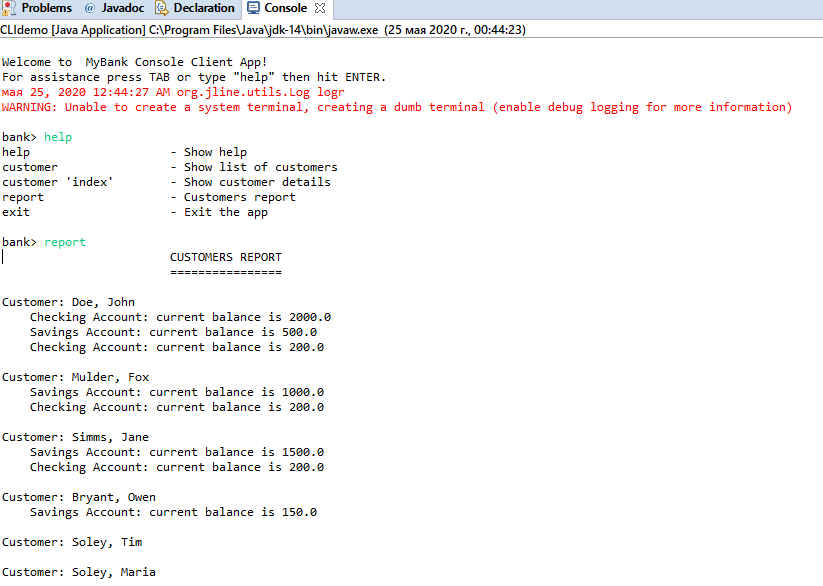 Problems @ Javadoc Declaration Console
CLIdemo [Java Application] C:\Program Files\Java\jdk-14\bin\javaw.exe (25 мая 2020 г., 00:44:23)
Welcome to  MyBank Console Client App!
For assistance press TAB or type "help" then hit ENTER.
мая 25, 2020 12:44:27 AM org.jline.utils.Log logr
WARNING: Unable to create a system terminal, creating a dumb terminal (enable debug logging for more information)
bank> help
help                    - Show help
customer                - Show list of customers
customer 'index'        - Show customer details
report                  - Customers report
exit                    - Exit the app
bank> report
CUSTOMERS REPORT
================
Customer: Doe, John
    Checking Account: current balance is 2000.0
    Savings Account: current balance is 500.0
    Checking Account: current balance is 200.0
Customer: Mulder, Fox
    Savings Account: current balance is 1000.0
    Checking Account: current balance is 200.0
Customer: Simms, Jane
    Savings Account: current balance is 1500.0
    Checking Account: current balance is 200.0
Customer: Bryant, Owen
    Savings Account: current balance is 150.0
Customer: Soley, Tim
Customer: Soley, Maria